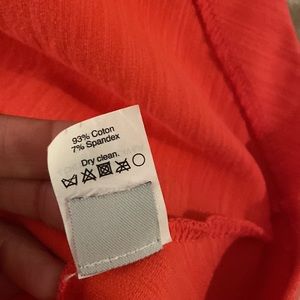 93% Coton
7% Spandex
Dry clean.